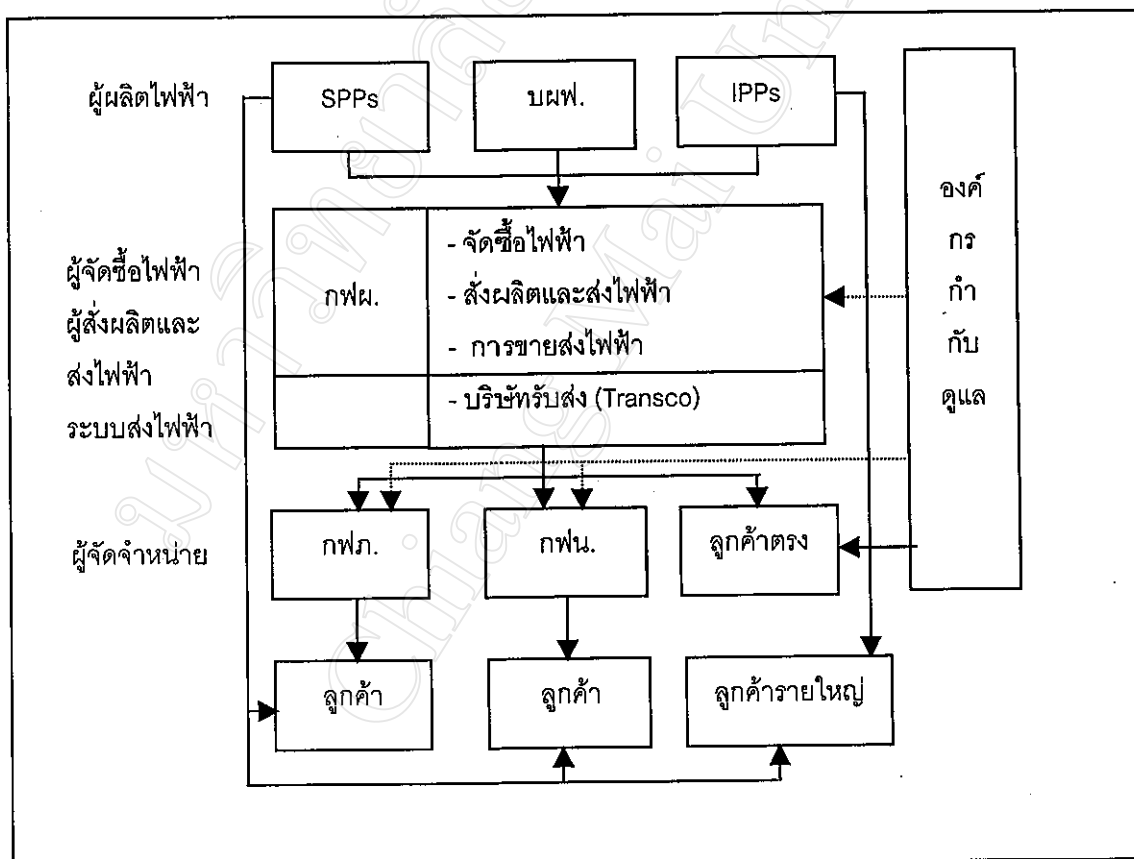 ผู้ผลิตไฟฟ้า
SPPs
บผฟ.
IPPs
องค์
กร
กำ
กับ
ดูแล
ผู้จัดซื้อไฟฟ้า
ผู้สั่งผลิตและ
ส่งไฟฟ้า
ระบบส่งไฟฟ้า
กฟผ.
- จัดซื้อไฟฟ้า
- สั่งผลิตและส่งไฟฟ้า
- การขายส่งไฟฟ้า
- บริษัทรับส่ง (Transco)
ผู้จัดจำหน่าย
กฟภ.
กฟน.
ลูกค้าตรง
ลูกค้า
ลูกค้า
ลูกค้ารายใหญ่
Chiang Mai Uni